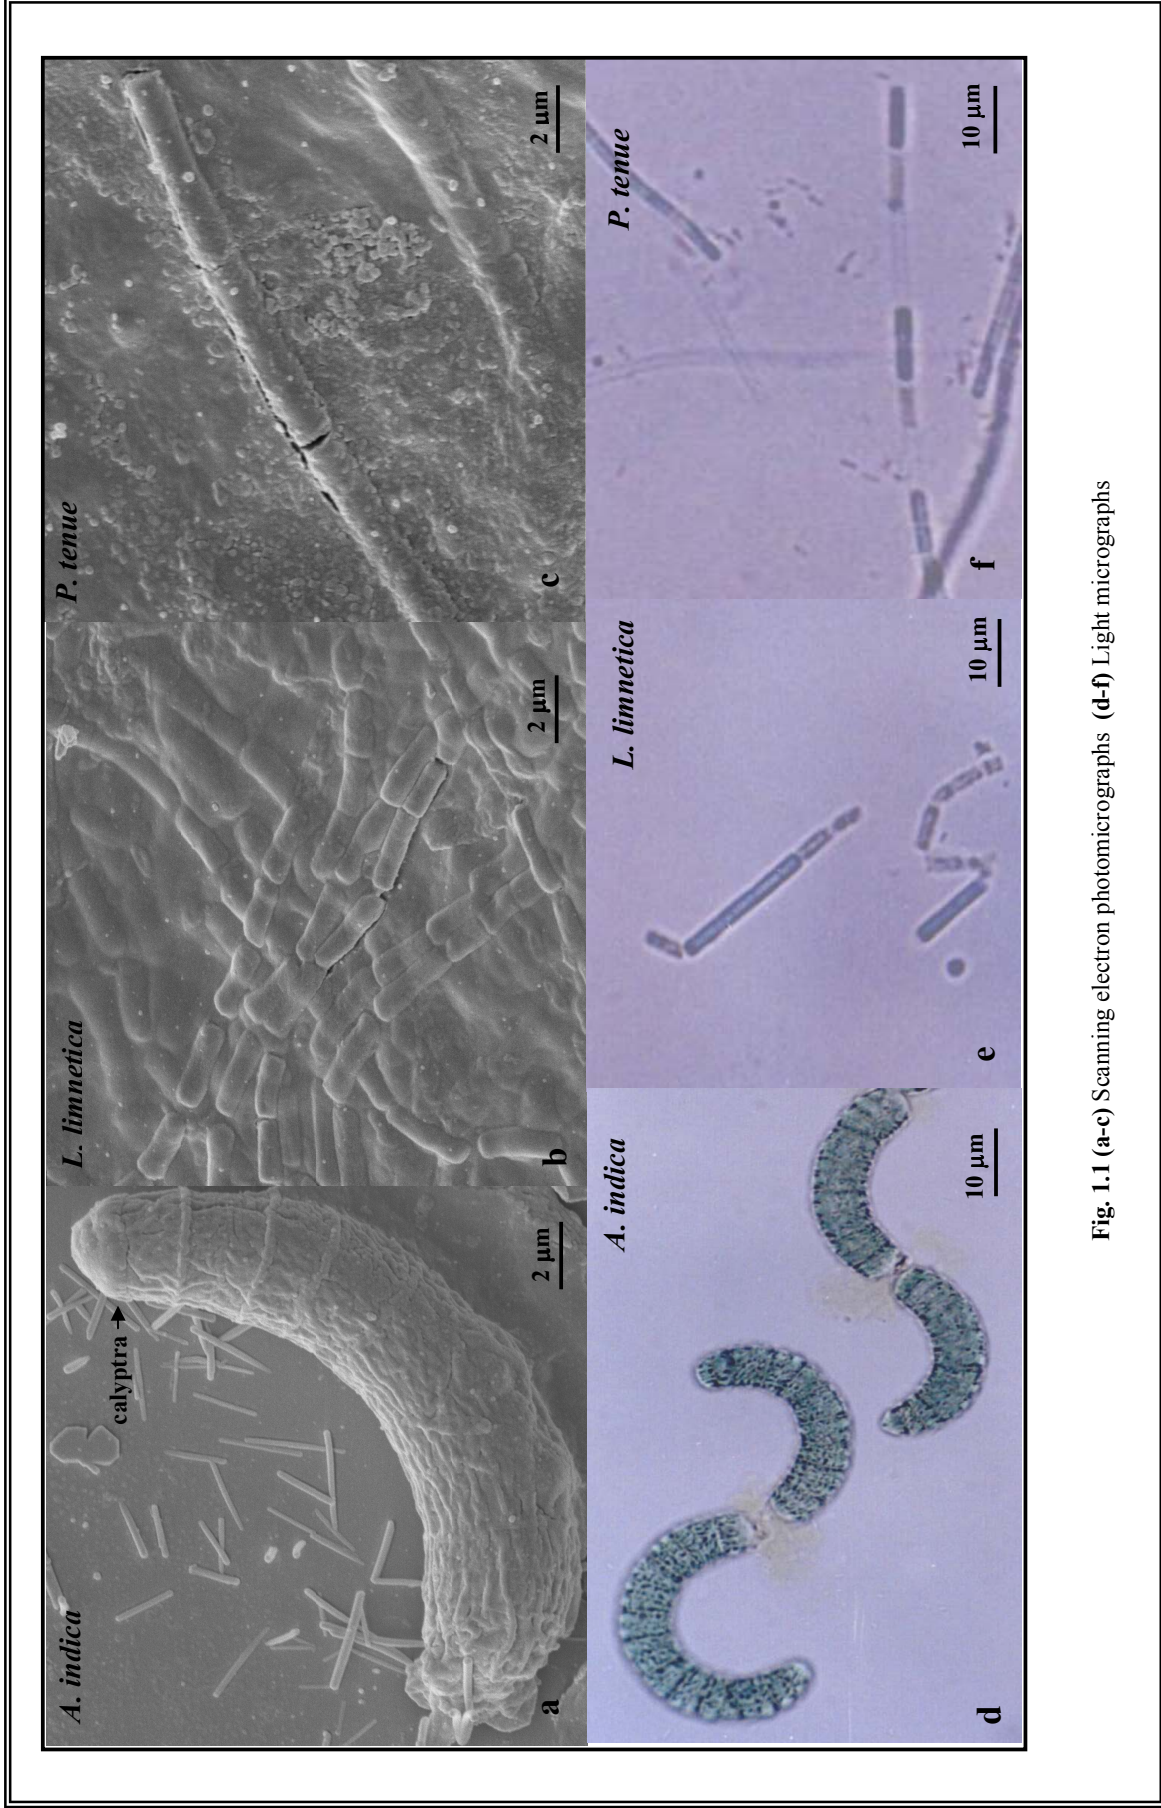 A. indica
calyptra
2 µm
a
L. limnetica
2 µm
b
P. tenue
2 µm
c
A. indica
10 µm
d
L. limnetica
10 µm
e
P. tenue
10 µm
f
Fig. 1.1 (a-c) Scanning electron photomicrographs (d-f) Light micrographs